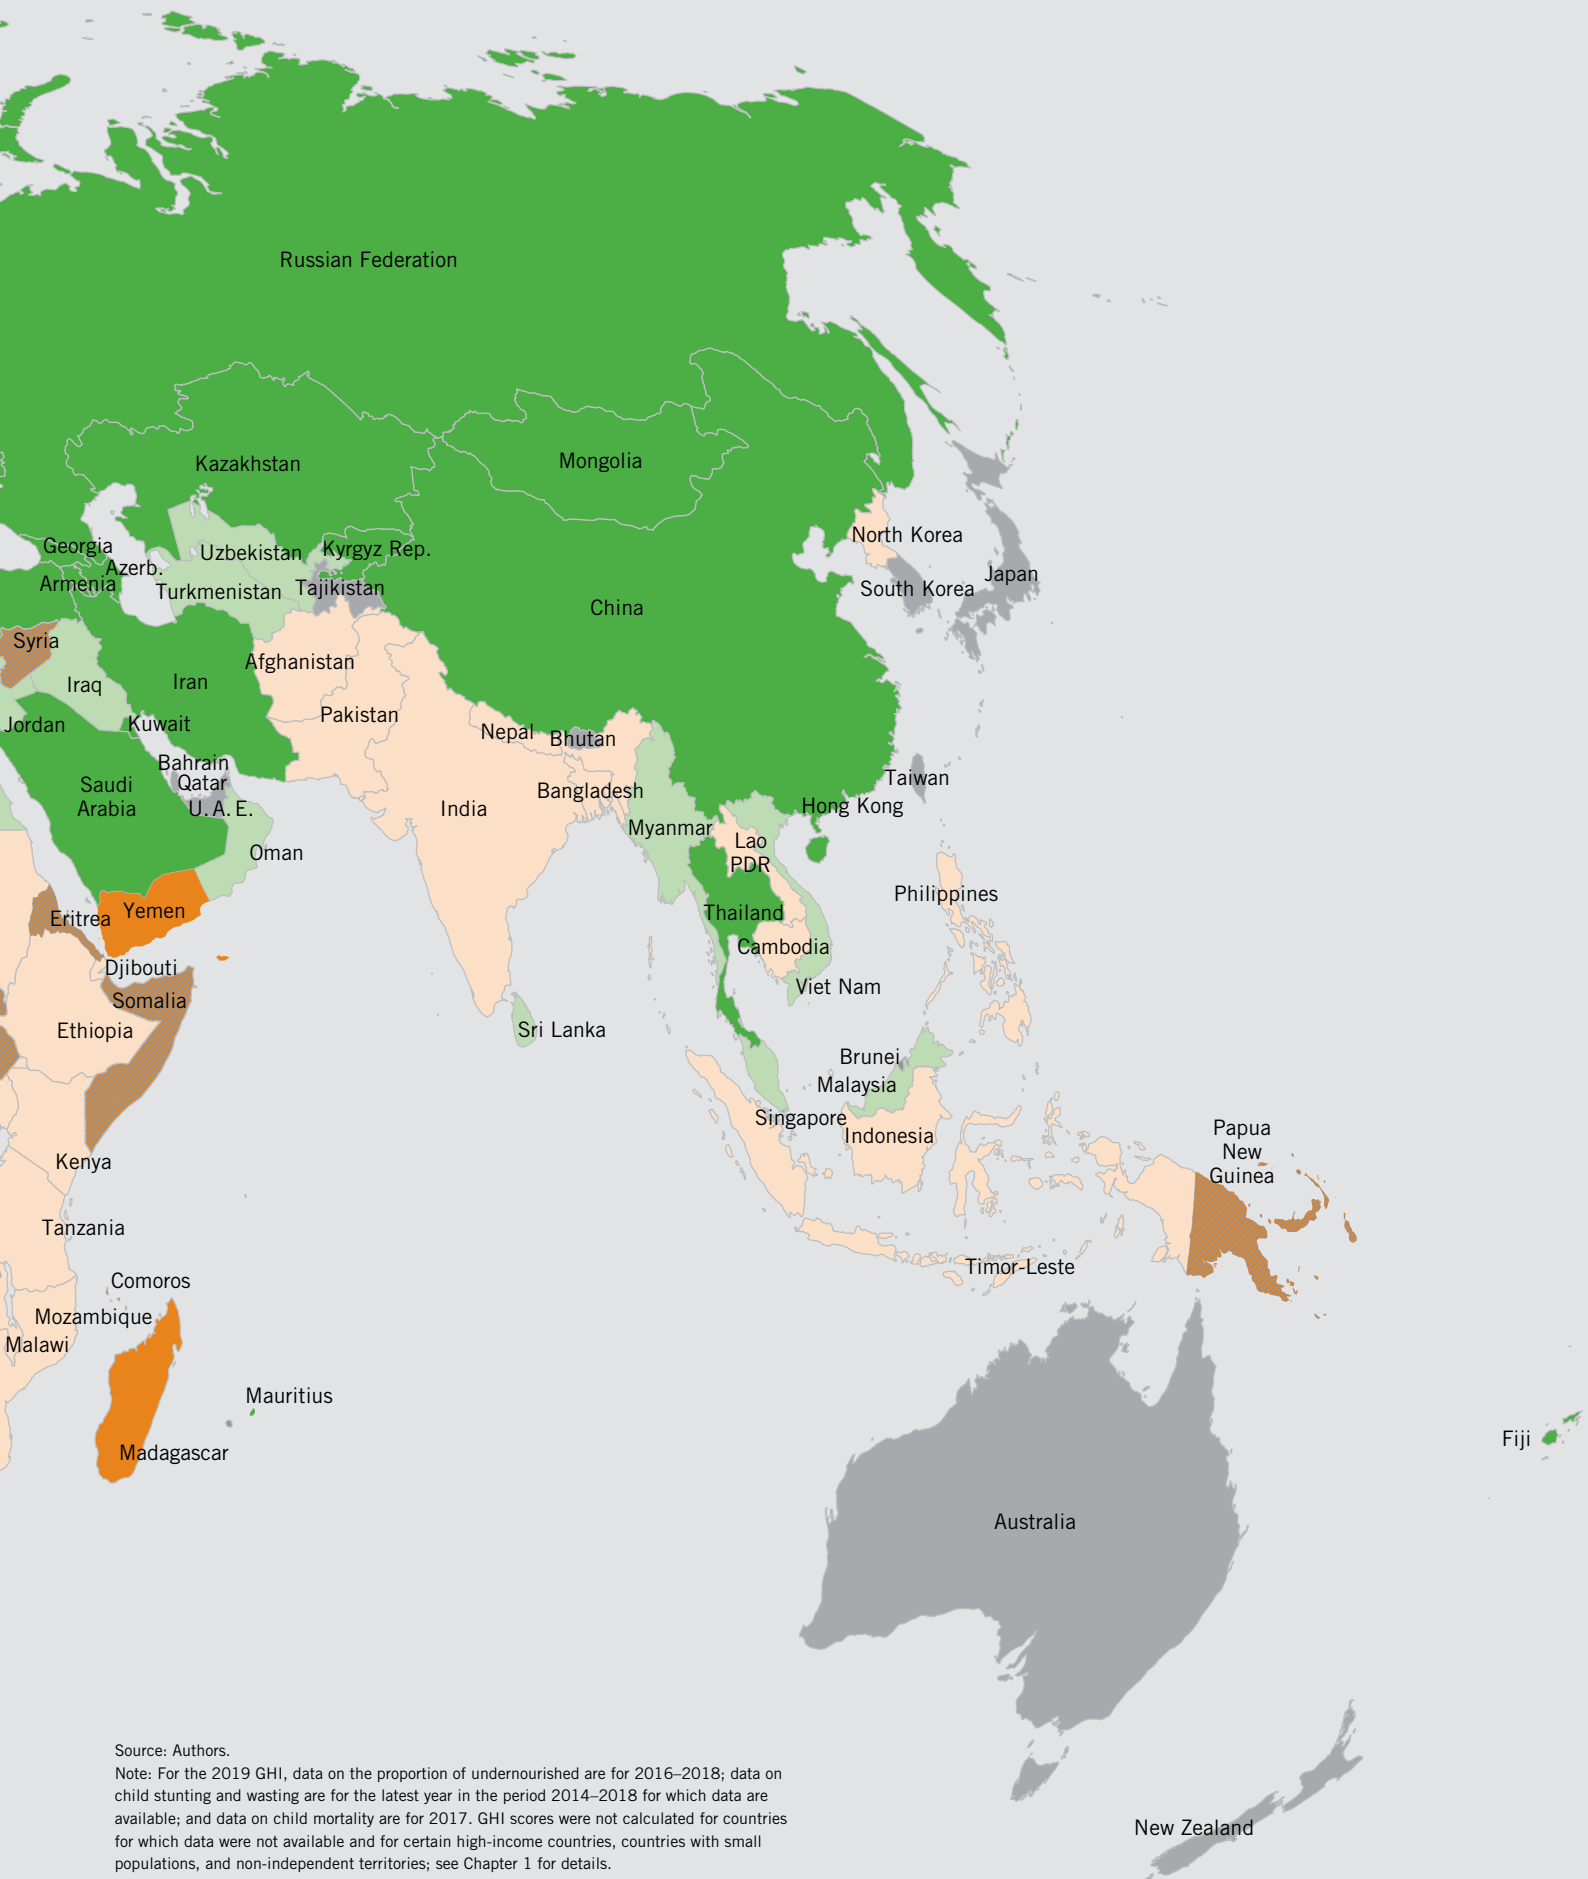 Russian Federation
Kazakhstan
Mongolia
North Korea
Georgia
Uzbekistan
Kyrgyz Rep.
Azerb.
Armenia
Turkmenistan
Tajikistan
South Korea
Japan
China
Syria
Afghanistan
Iraq
Iran
Pakistan
Jordan
Kuwait
Nepal
Bhutan
Bahrain
Qatar
Taiwan
Saudi
Arabia
Bangladesh
U. A. E.
India
Hong Kong
Myanmar
Lao
PDR
Oman
Philippines
Yemen
Eritrea
Thailand
Cambodia
Djibouti
Viet Nam
Somalia
Ethiopia
Sri Lanka
Brunei
Malaysia
Singapore
Indonesia
Papua
New
Guinea
Kenya
Tanzania
Timor-Leste
Comoros
Mozambique
Malawi
Mauritius
Madagascar
Fiji
Australia
New Zealand
Source: Authors.
Note: For the 2019 GHI, data on the proportion of undernourished are for 2016–2018; data on
child stunting and wasting are for the latest year in the period 2014–2018 for which data are
available; and data on child mortality are for 2017. GHI scores were not calculated for countries
for which data were not available and for certain high-income countries, countries with small
populations, and non-independent territories; see Chapter 1 for details.